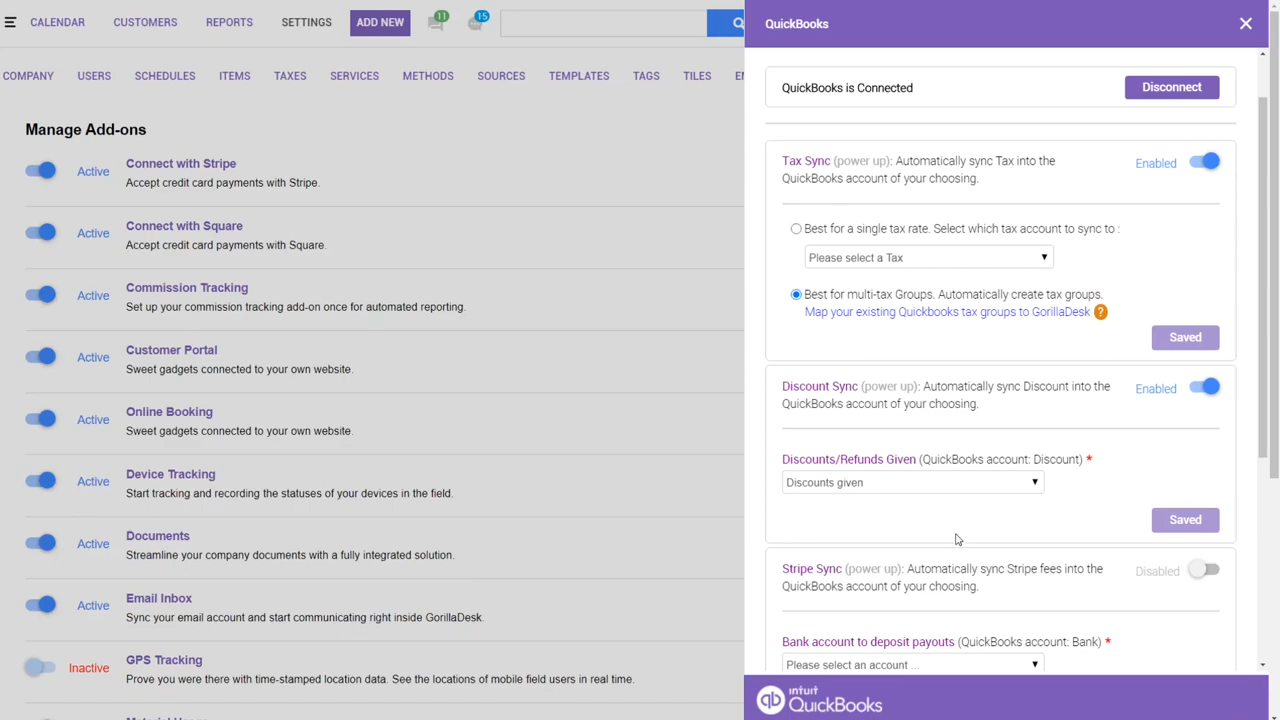 CALENDAR CUSTOMERS REPORTS SETTINGS ADD NEW 11 15
COMPANY USERS SCHEDULES ITEMS TAXES SERVICES METHODS SOURCES TEMPLATES TAGS TILES
Manage Add-ons
Active Connect with Stripe
Accept credit card payments with Stripe.
Active Connect with Square
Accept credit card payments with Square.
Active Commission Tracking
Set up your commission tracking add-on once for automated reporting.
Active Customer Portal
Sweet gadgets connected to your own website.
Active Online Booking
Sweet gadgets connected to your own website.
Active Device Tracking
Start tracking and recording the statuses of your devices in the field.
Active Documents
Streamline your company documents with a fully integrated solution.
Active Email Inbox
Sync your email account and start communicating right inside GorillaDesk.
Inactive GPS Tracking
Prove you were there with time-stamped location data. See the locations of mobile field users in real time.
QuickBooks
QuickBooks is Connected Disconnect
Tax Sync (power up): Automatically sync Tax into the
QuickBooks account of your choosing.
Enabled
Best for a single tax rate. Select which tax account to sync to :
Please select a Tax
Best for multi-tax Groups. Automatically create tax groups.
Map your existing Quickbooks tax groups to GorillaDesk ?
Saved
Discount Sync (power up): Automatically sync Discount into the
QuickBooks account of your choosing.
Enabled
Discounts/Refunds Given (QuickBooks account: Discount) *
Discounts given
Saved
Stripe Sync (power up): Automatically sync Stripe fees into the
QuickBooks account of your choosing.
Disabled
Bank account to deposit payouts (QuickBooks account: Bank) *
Please select an account ...
qb intuit
QuickBooks